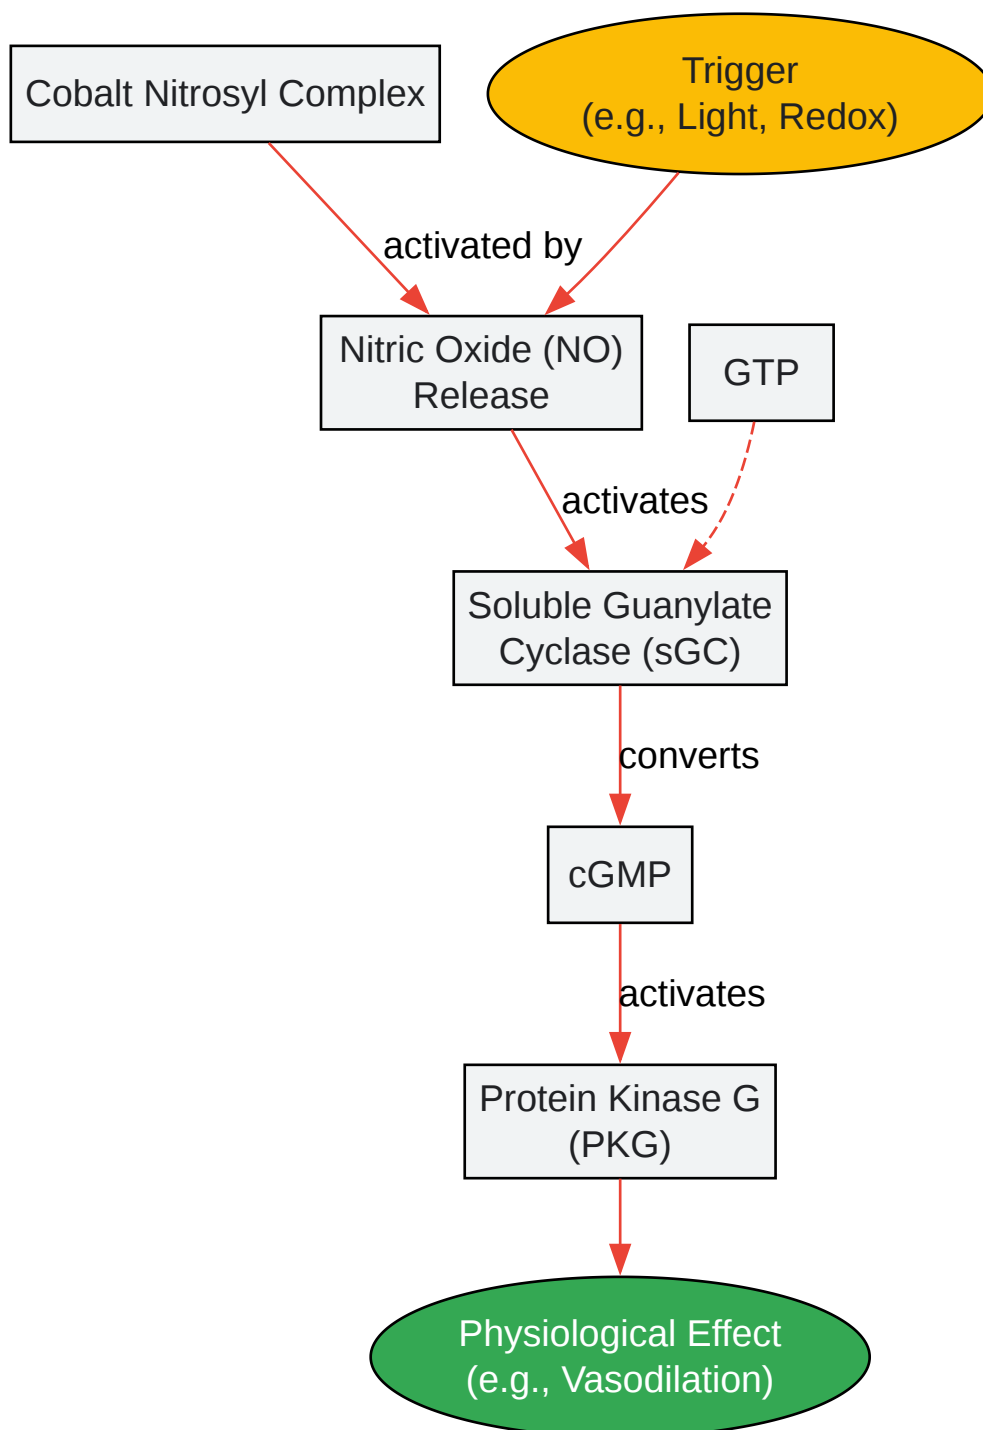 Cobalt Nitrosyl Complex
Trigger
(e.g., Light, Redox)
activated by
Nitric Oxide (NO)
Release
GTP
activates
Soluble Guanylate
Cyclase (sGC)
converts
cGMP
activates
Protein Kinase G
(PKG)
Physiological Effect
(e.g., Vasodilation)